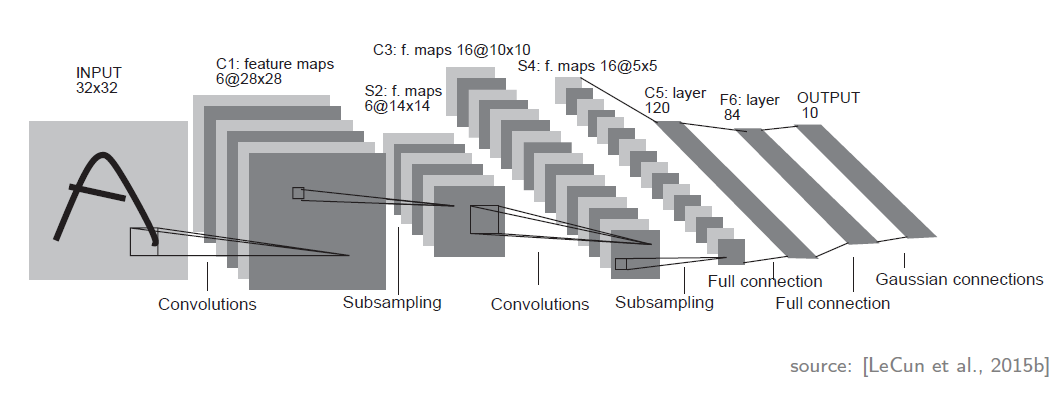 INPUT
32x32
C1: feature maps
6@28x28
S2: f. maps
6@14x14
C3: f. maps 16@10x10
S4: f. maps 16@5x5
C5: layer
120
F6: layer
84
OUTPUT
10
Convolutions
Subsampling
Convolutions
Subsampling
Full connection
Full connection
Gaussian connections
source: [LeCun et al., 2015b]